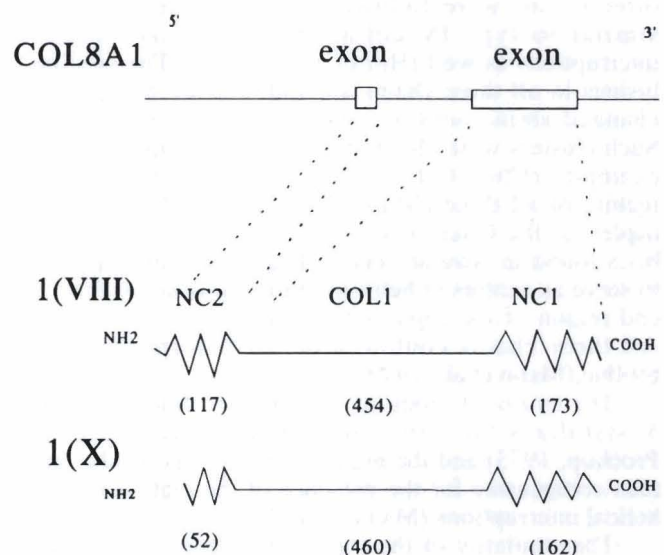 5' 3'
COL8A1 exon exon
1(VIII) NC2 COL1 NC1
NH2 COOH
(117) (454) (173)
1(X)
NH2 COOH
(52) (460) (162)